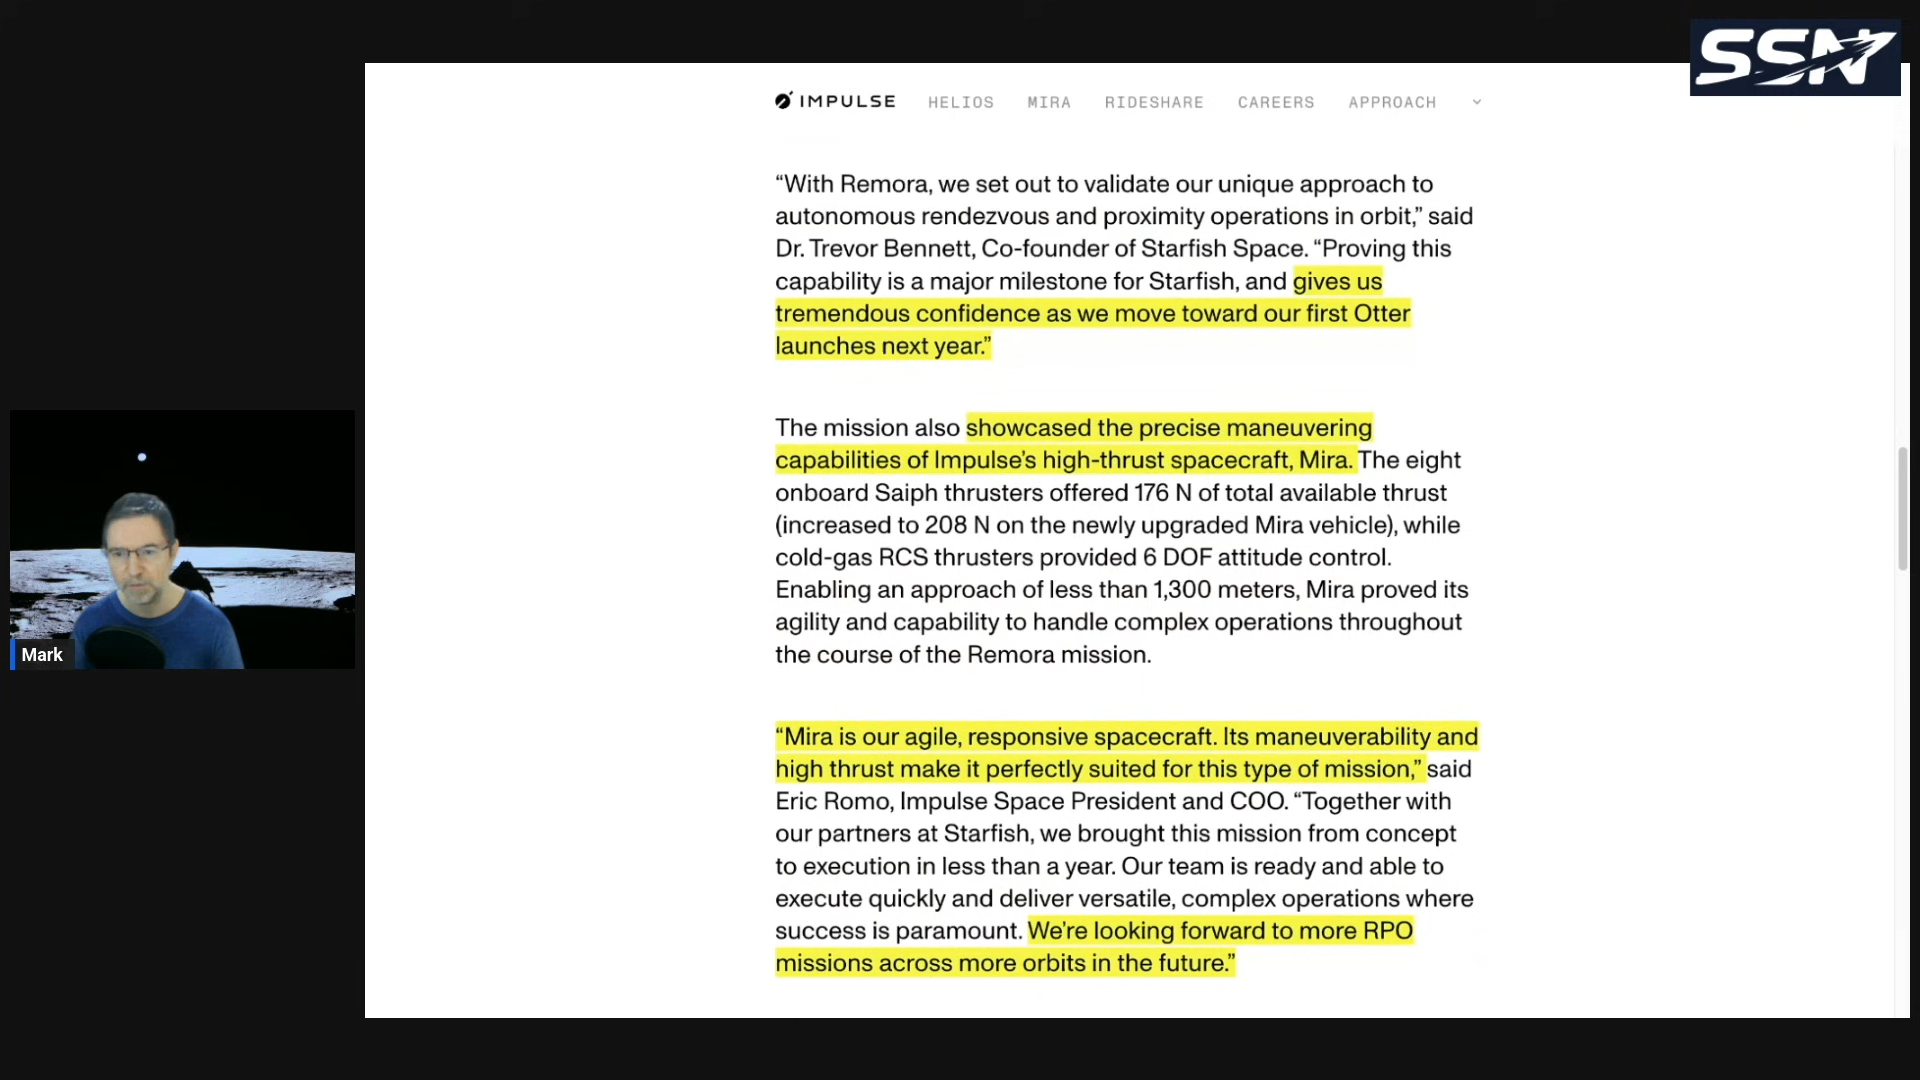 SSN
IMPULSE HELIOS MIRA RIDESHARE CAREERS APPROACH
“With Remora, we set out to validate our unique approach to
autonomous rendezvous and proximity operations in orbit,” said
Dr. Trevor Bennett, Co-founder of Starfish Space. “Proving this
capability is a major milestone for Starfish, and gives us
tremendous confidence as we move toward our first Otter
launches next year.”
The mission also showcased the precise maneuvering
capabilities of Impulse’s high-thrust spacecraft, Mira. The eight
onboard Saiph thrusters offered 176 N of total available thrust
(increased to 208 N on the newly upgraded Mira vehicle), while
cold-gas RCS thrusters provided 6 DOF attitude control.
Enabling an approach of less than 1,300 meters, Mira proved its
agility and capability to handle complex operations throughout
the course of the Remora mission.
“Mira is our agile, responsive spacecraft. Its maneuverability and
high thrust make it perfectly suited for this type of mission,” said
Eric Romo, Impulse Space President and COO. “Together with
our partners at Starfish, we brought this mission from concept
to execution in less than a year. Our team is ready and able to
execute quickly and deliver versatile, complex operations where
success is paramount. We’re looking forward to more RPO
missions across more orbits in the future.”
Mark